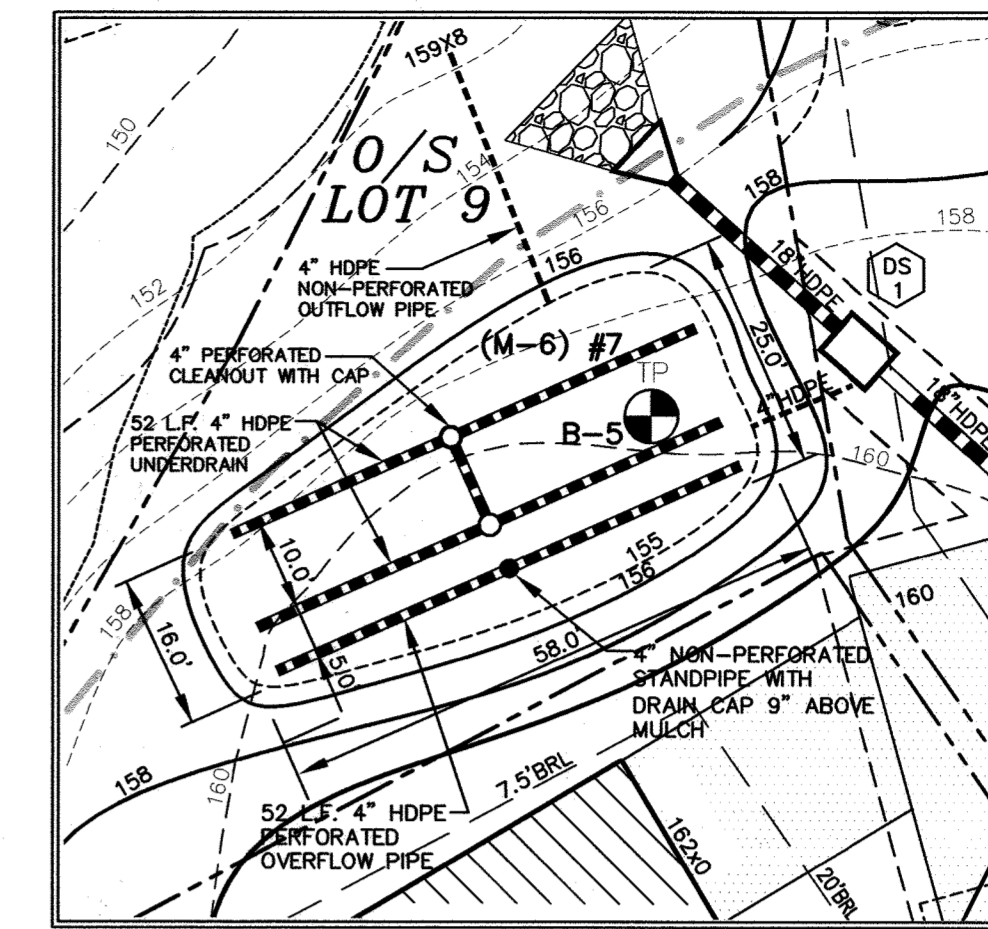 159X8
150
O/S
LOT 9
154
158
156
158
DS
1
18"HDPE
156
4" HDPE
NON-PERFORATED
OUTFLOW PIPE
152
25.0'
(M-6) #7
4" PERFORATED
CLEANOUT WITH CAP
TP
4"HDPE
18"HDPE
52 L.F. 4" HDPE
PERFORATED
UNDERDRAIN
B-5
160
10.0'
155
156
160
158
16.0'
58.0'
5.0'
4" NON-PERFORATED
STANDPIPE WITH
DRAIN CAP 9" ABOVE
MULCH
158
160
7.5'BRL
52 L.F. 4" HDPE
PERFORATED
OVERFLOW PIPE
162x0
20'BRL